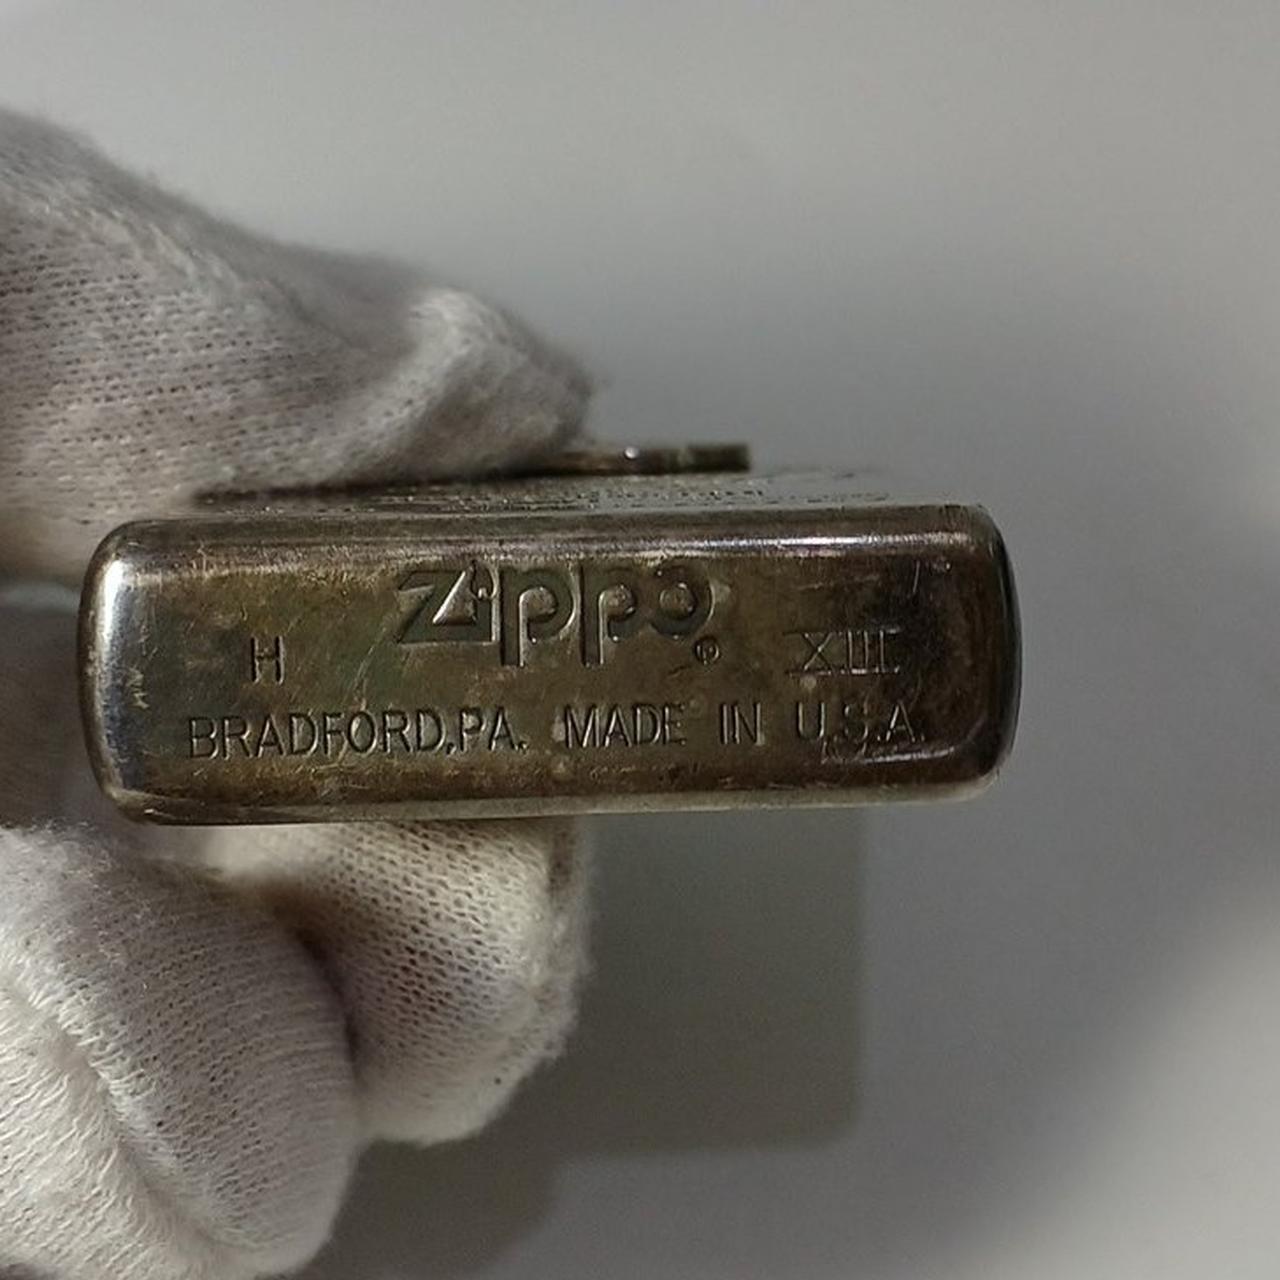 Zippo®
H XIII
BRADFORD,PA. MADE IN U.S.A.